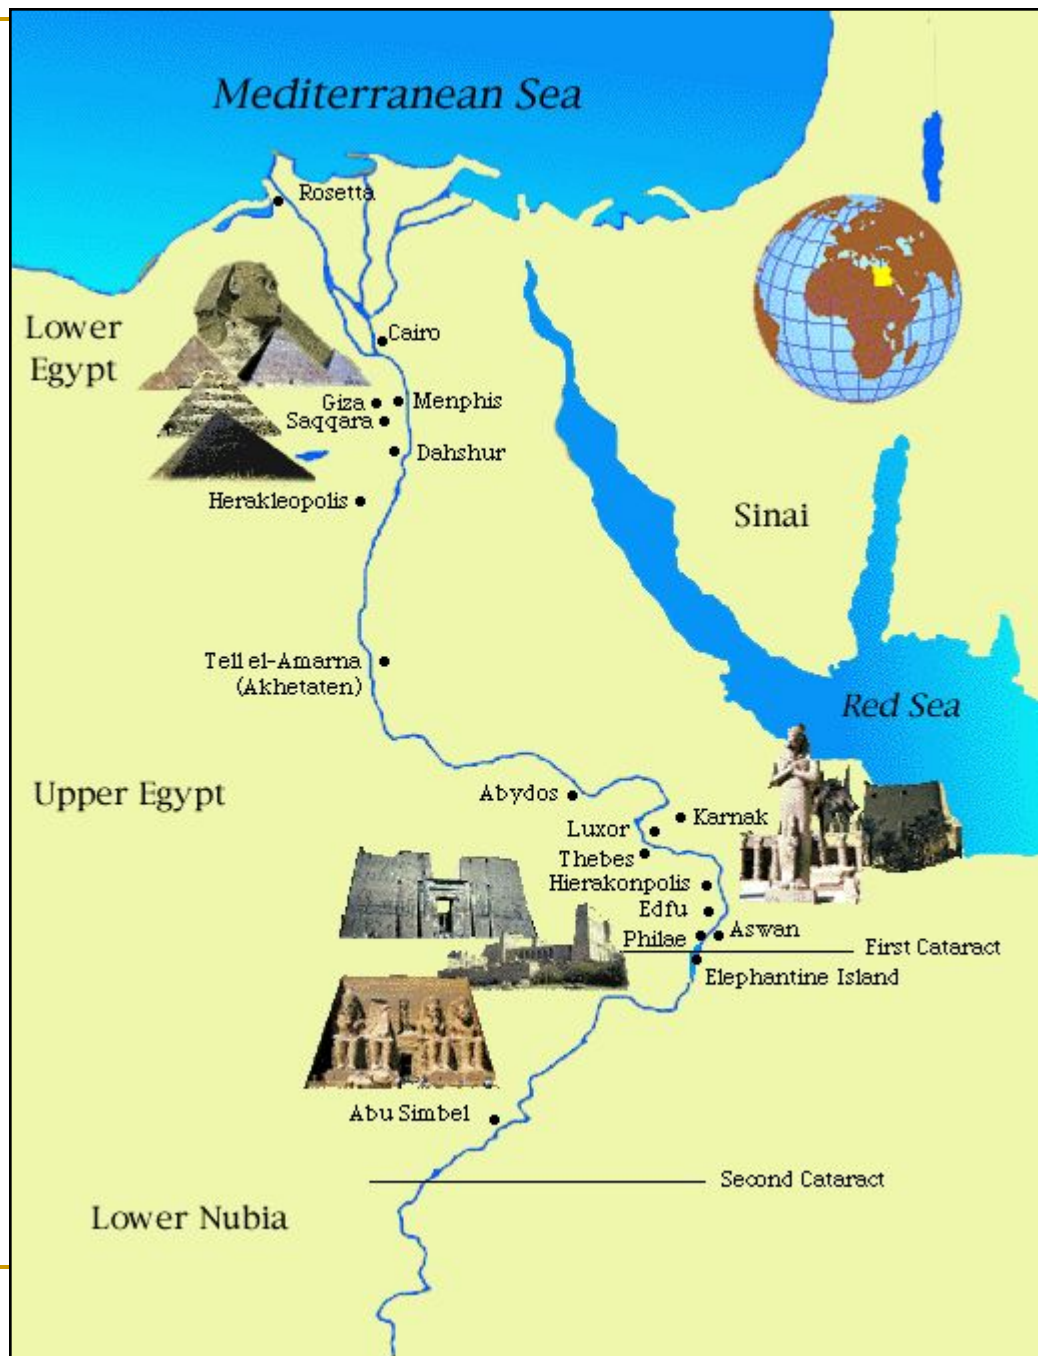 Mediterranean Sea
Rosetta
Lower
Egypt
Cairo
Giza
Menphis
Saqqara
Dahshur
Herakleopolis
Sinai
Tell el-Amarna
(Akhetaten)
Red Sea
Upper Egypt
Abydos
Karnak
Luxor
Thebes
Hierakonpolis
Edfu
Philae
Aswan
First Cataract
Elephantine Island
Abu Simbel
Second Cataract
Lower Nubia